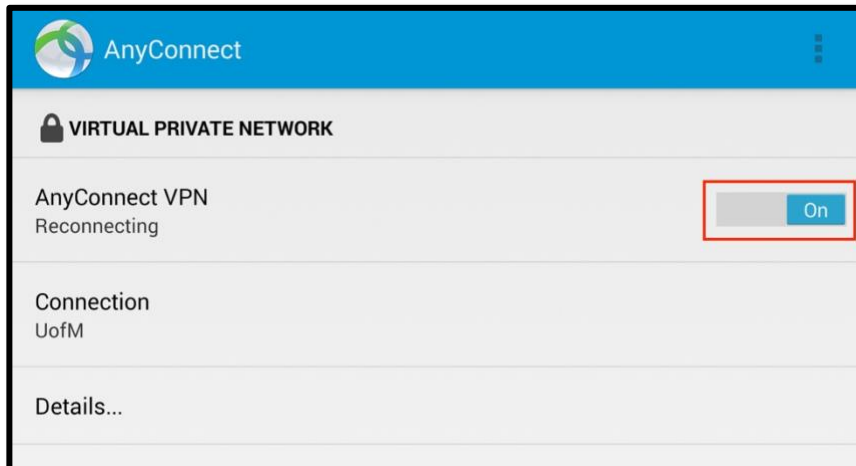 AnyConnect
VIRTUAL PRIVATE NETWORK
AnyConnect VPN
Reconnecting
On
Connection
UofM
Details...